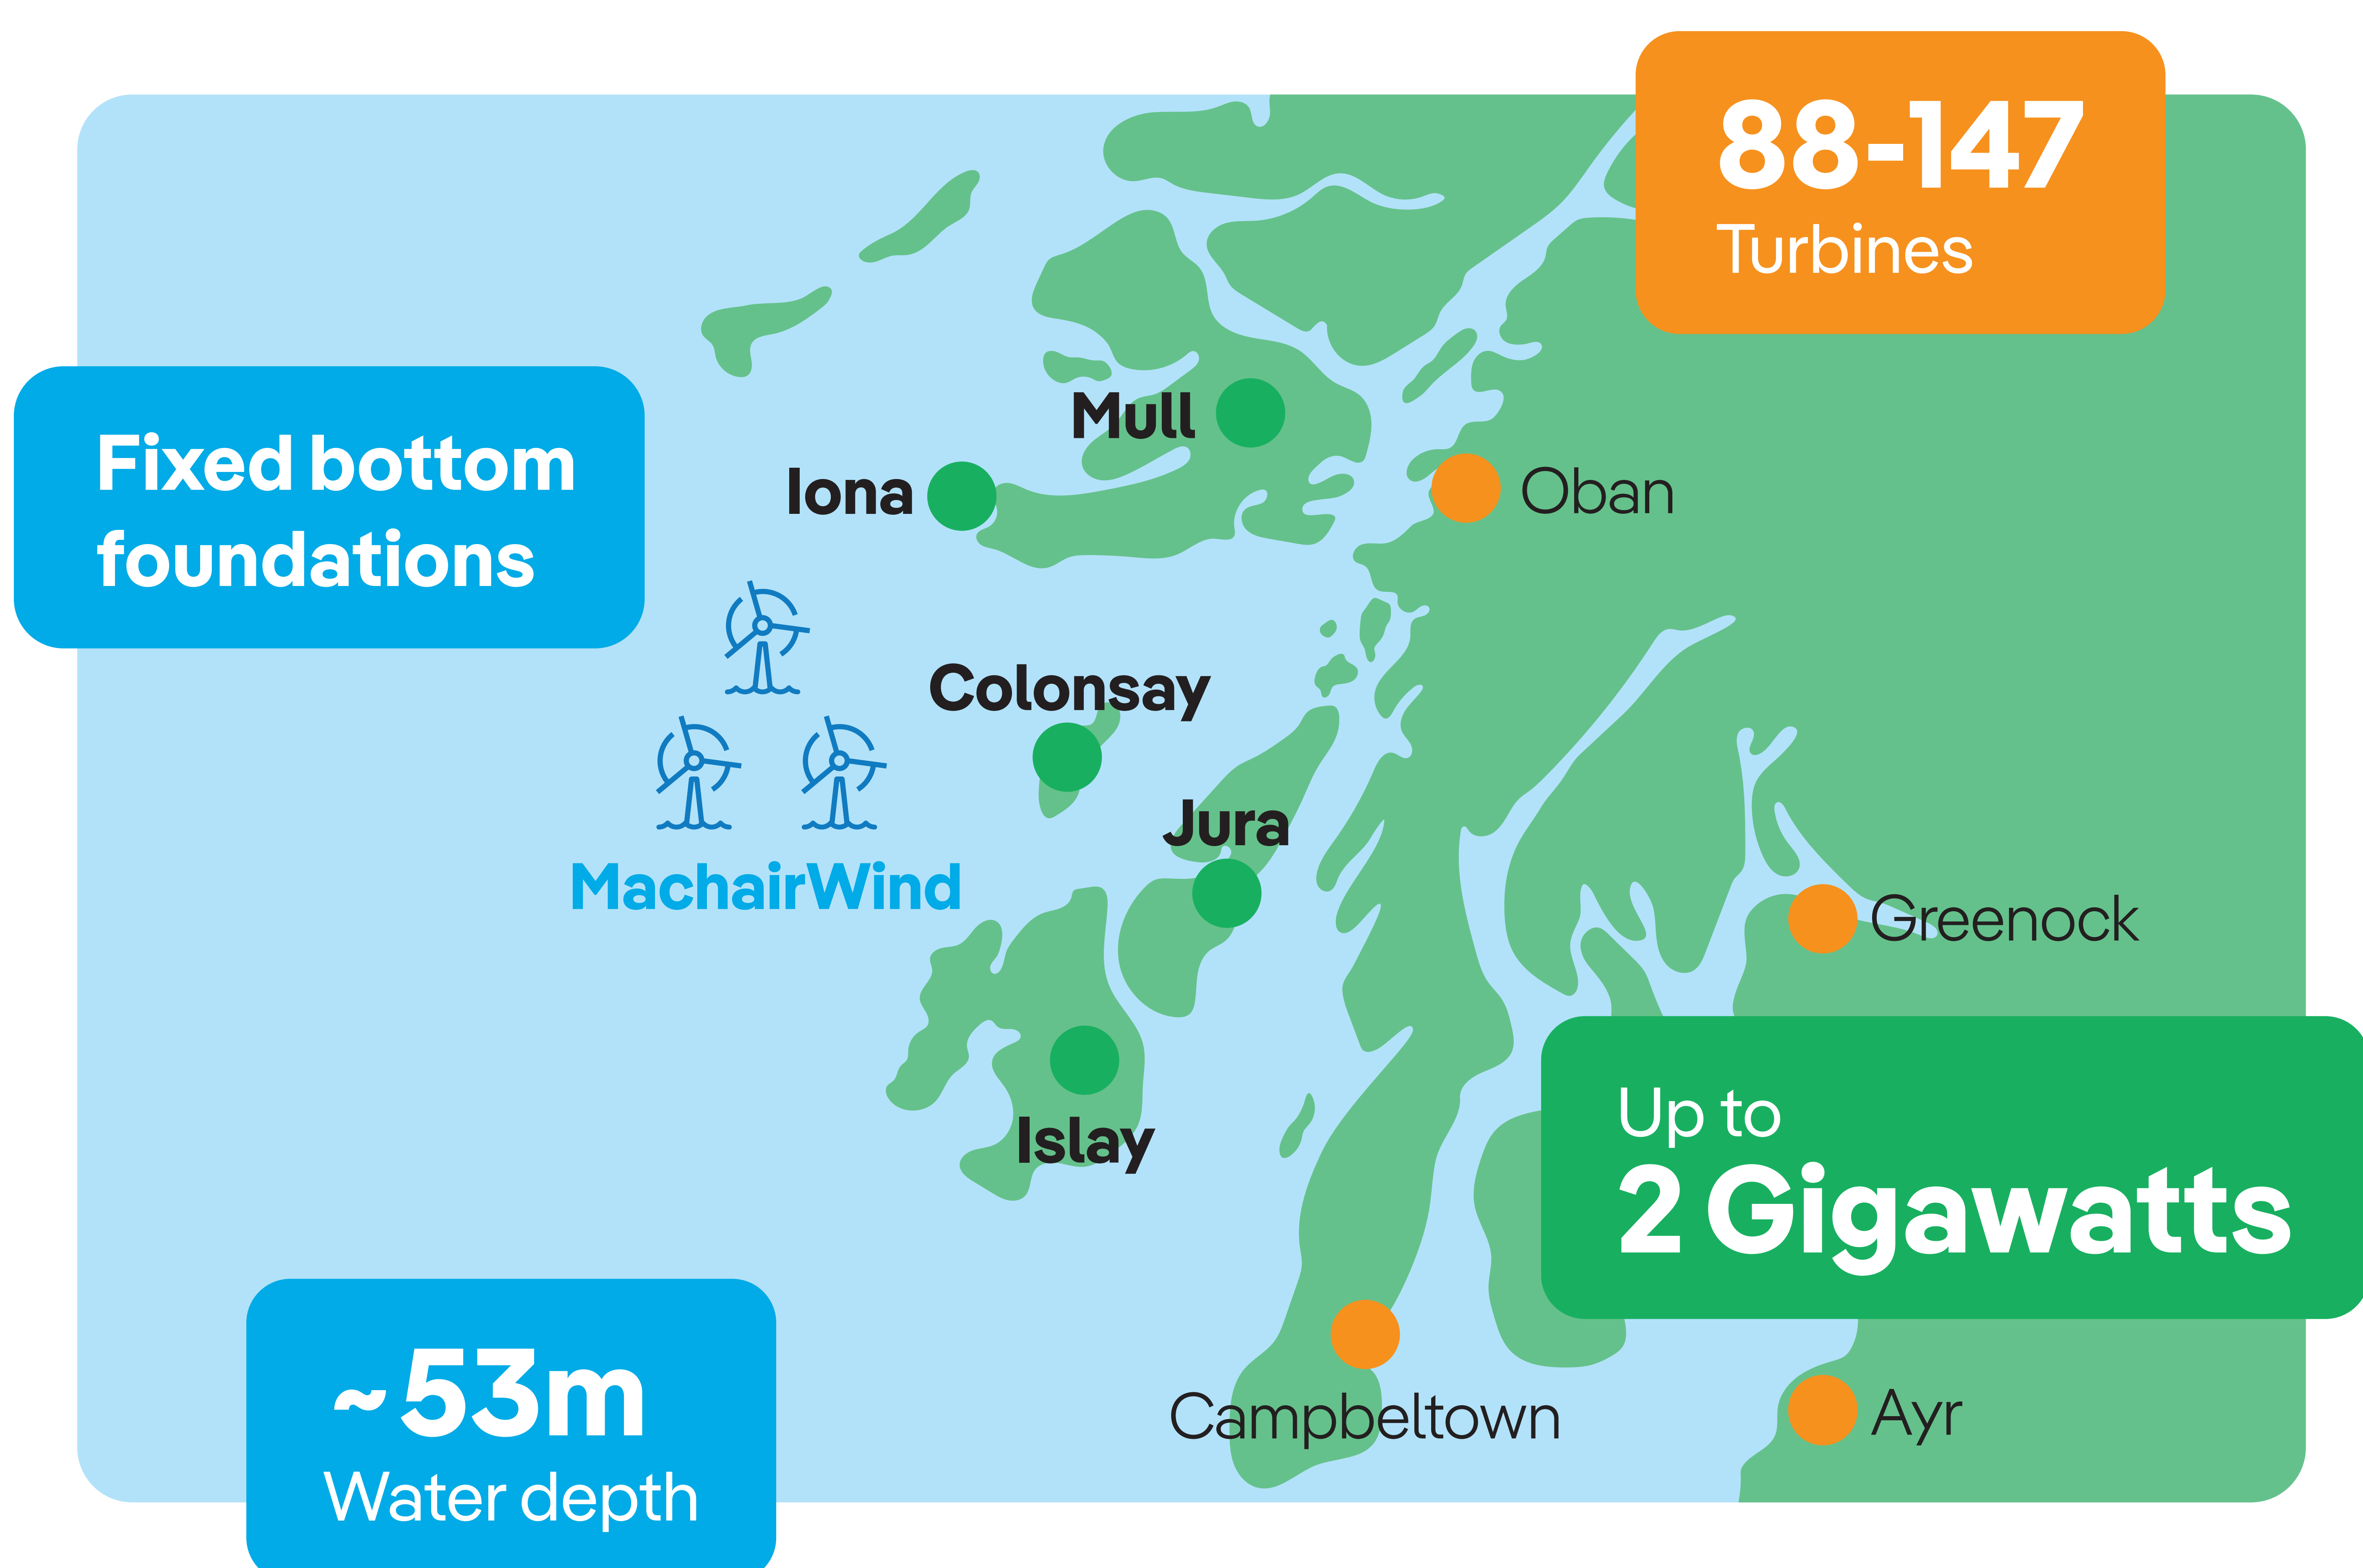 88-147
Turbines
Fixed bottom
foundations
Mull
Iona
Oban
Colonsay
Jura
MachairWind
Greenock
Islay
Up to
2 Gigawatts
~53m
Water depth
Campbeltown
Ayr